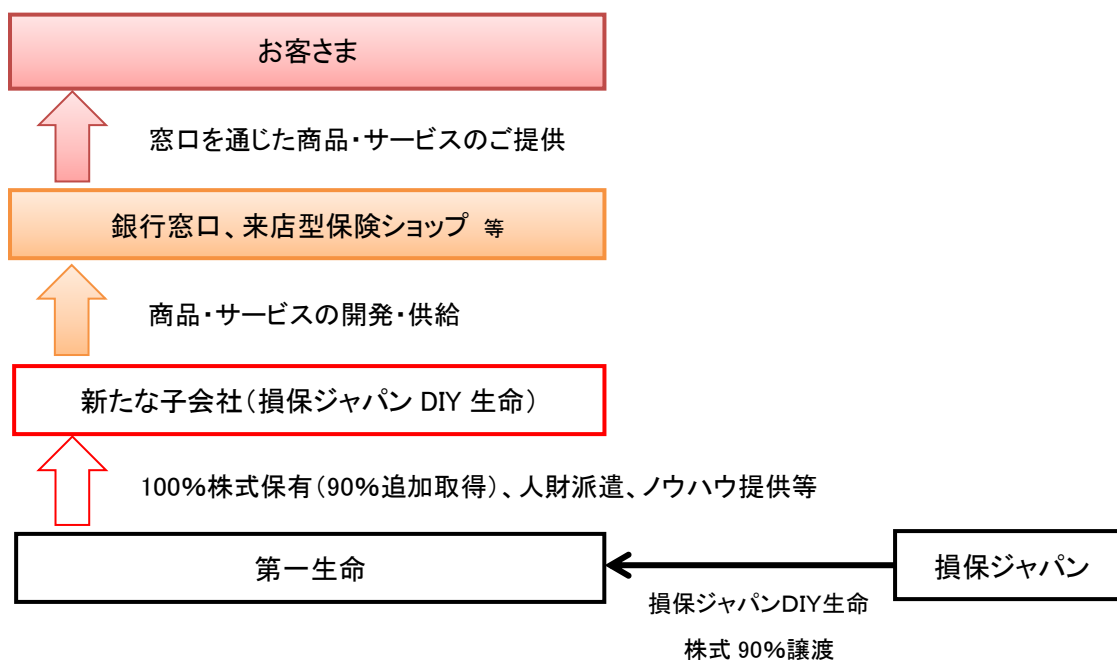 お客さま
窓口を通じた商品・サービスのご提供
銀行窓口、来店型保険ショップ 等
商品・サービスの開発・供給
新たな子会社（損保ジャパン DIY 生命）
100%株式保有（90%追加取得）、人財派遣、ノウハウ提供等
第一生命
損保ジャパン
損保ジャパンDIY生命
株式 90%譲渡